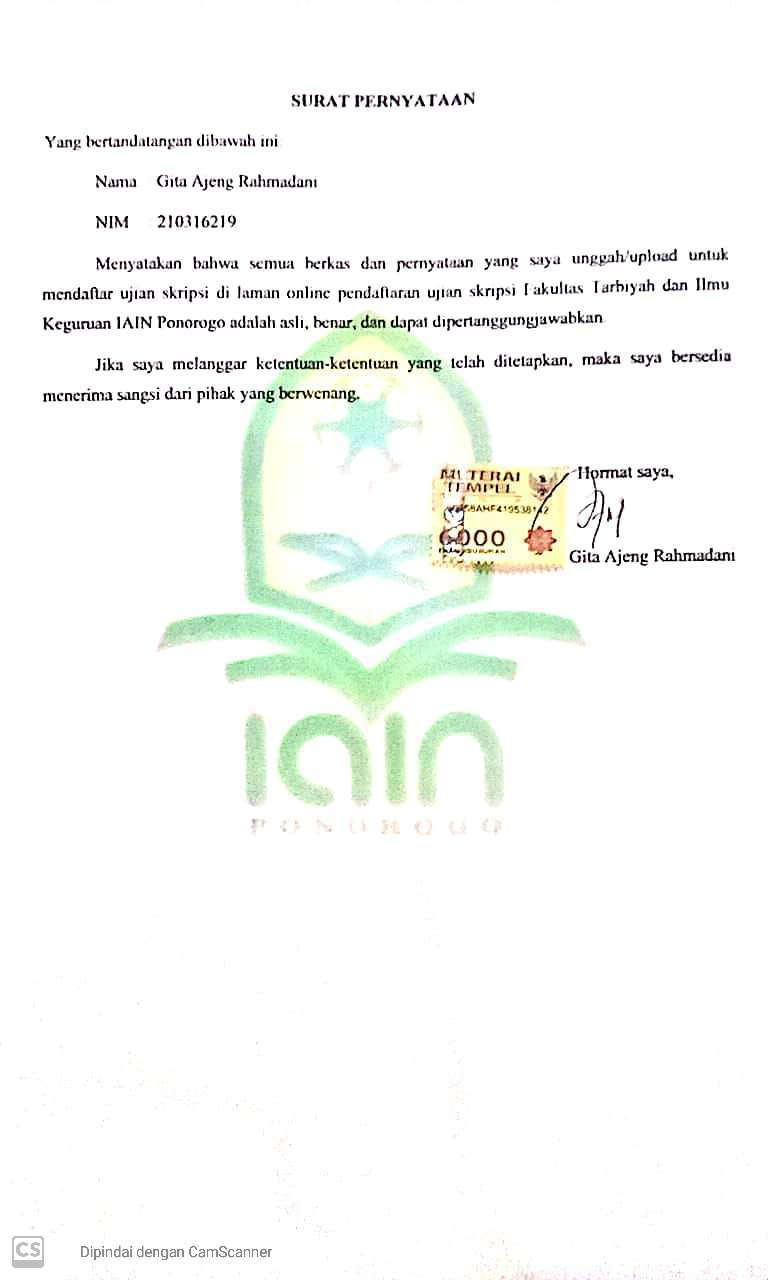 SURAT PERNYATAAN
Yang bertandatangan dibawah ini
Nama Gita Ajeng Rahmadani
NIM : 210316219
Menyatakan bahwa semua berkas dan pernyataan yang saya unggah/upload untuk
mendaftar ujian skripsi di laman online pendaftaran ujian skripsi Fakultas Tarbiyah dan Ilmu
Keguruan IAIN Ponorogo adalah asli, benar, dan dapat dipertanggungjawabkan
Jika saya melanggar ketentuan-ketentuan yang telah ditetapkan, maka saya bersedia
menerima sangsi dari pihak yang berwenang.
Hormat saya,
METERAI
TEMPEL
6000
Gita Ajeng Rahmadani
IAIN
PONOROGO
CS Dipindai dengan CamScanner